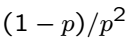 (1 − p)/p²